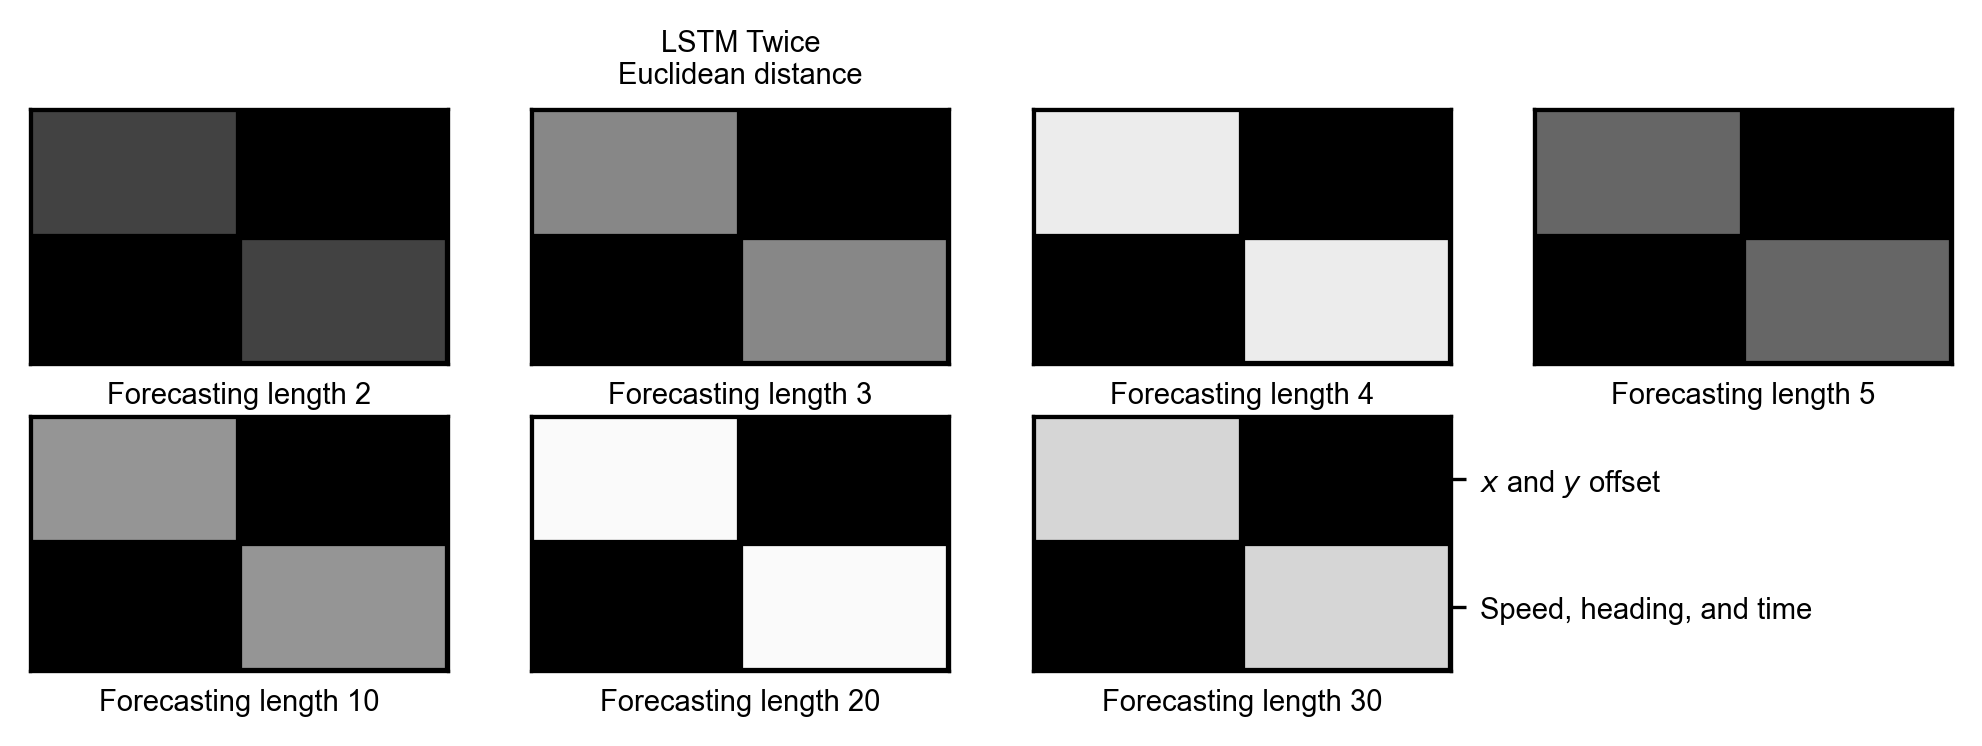 LSTM Twice
Euclidean distance
Forecasting length 2
Forecasting length 3
Forecasting length 4
Forecasting length 5
x and y offset
Speed, heading, and time
Forecasting length 10
Forecasting length 20
Forecasting length 30